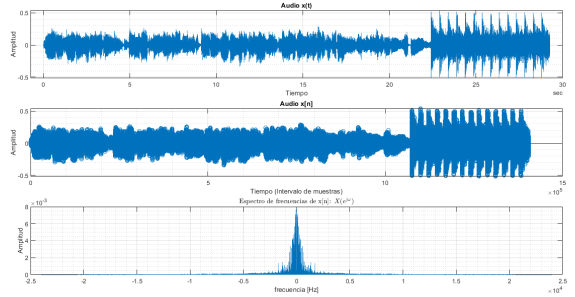 Audio x(t)
0.5
0
-0.5
Amplitud
0 5 10 15 20 25 30
Tiempo
sec
Audio x[n]
0.5
0
-0.5
Amplitud
0 5 10 15
Tiempo (Intervalo de muestras)
×10⁵
Espectro de frecuencias de x[n]: X(e^{jω})
×10⁻³
8
6
4
2
0
Amplitud
-2.5 -2 -1.5 -1 -0.5 0 0.5 1 1.5 2 2.5
frecuencia [Hz]
×10⁴